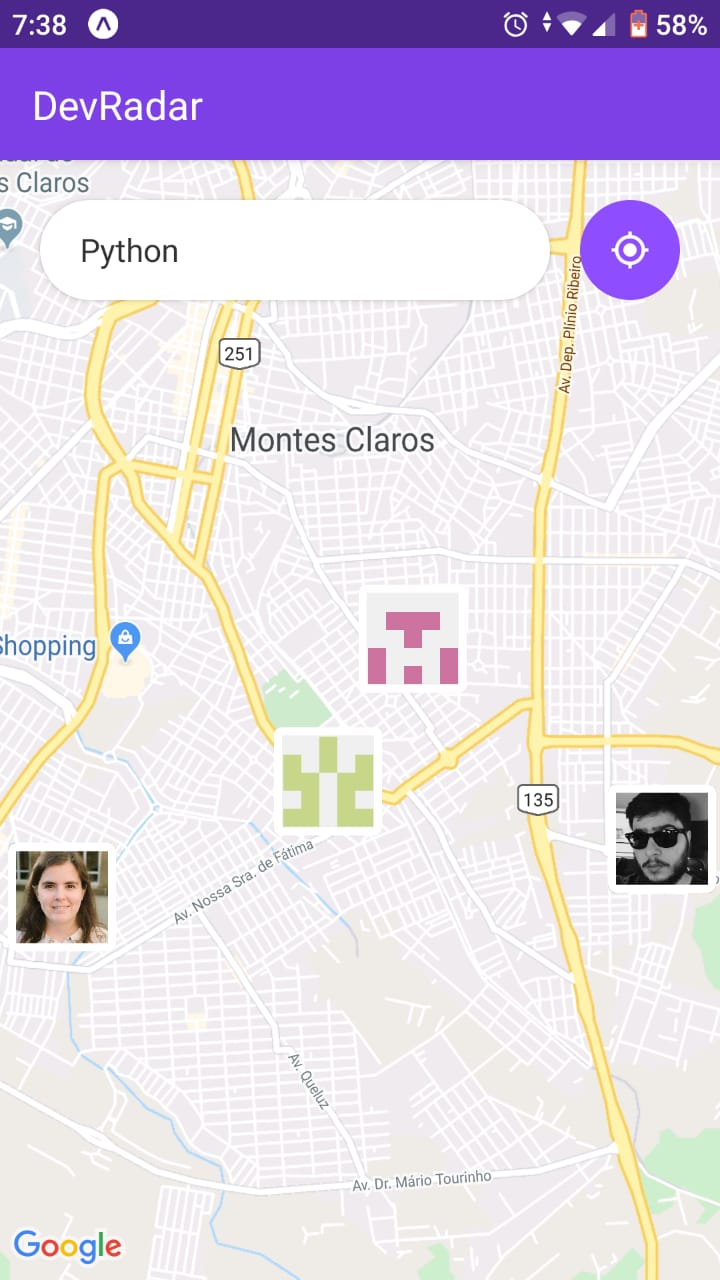 7:38
58%
DevRadar
s Claros
Python
Av. Dep. Plínio Ribeiro
251
Montes Claros
Shopping
135
Av. Nossa Sra. de Fátima
Av. Queluz
Av. Dr. Mário Tourinho
Google